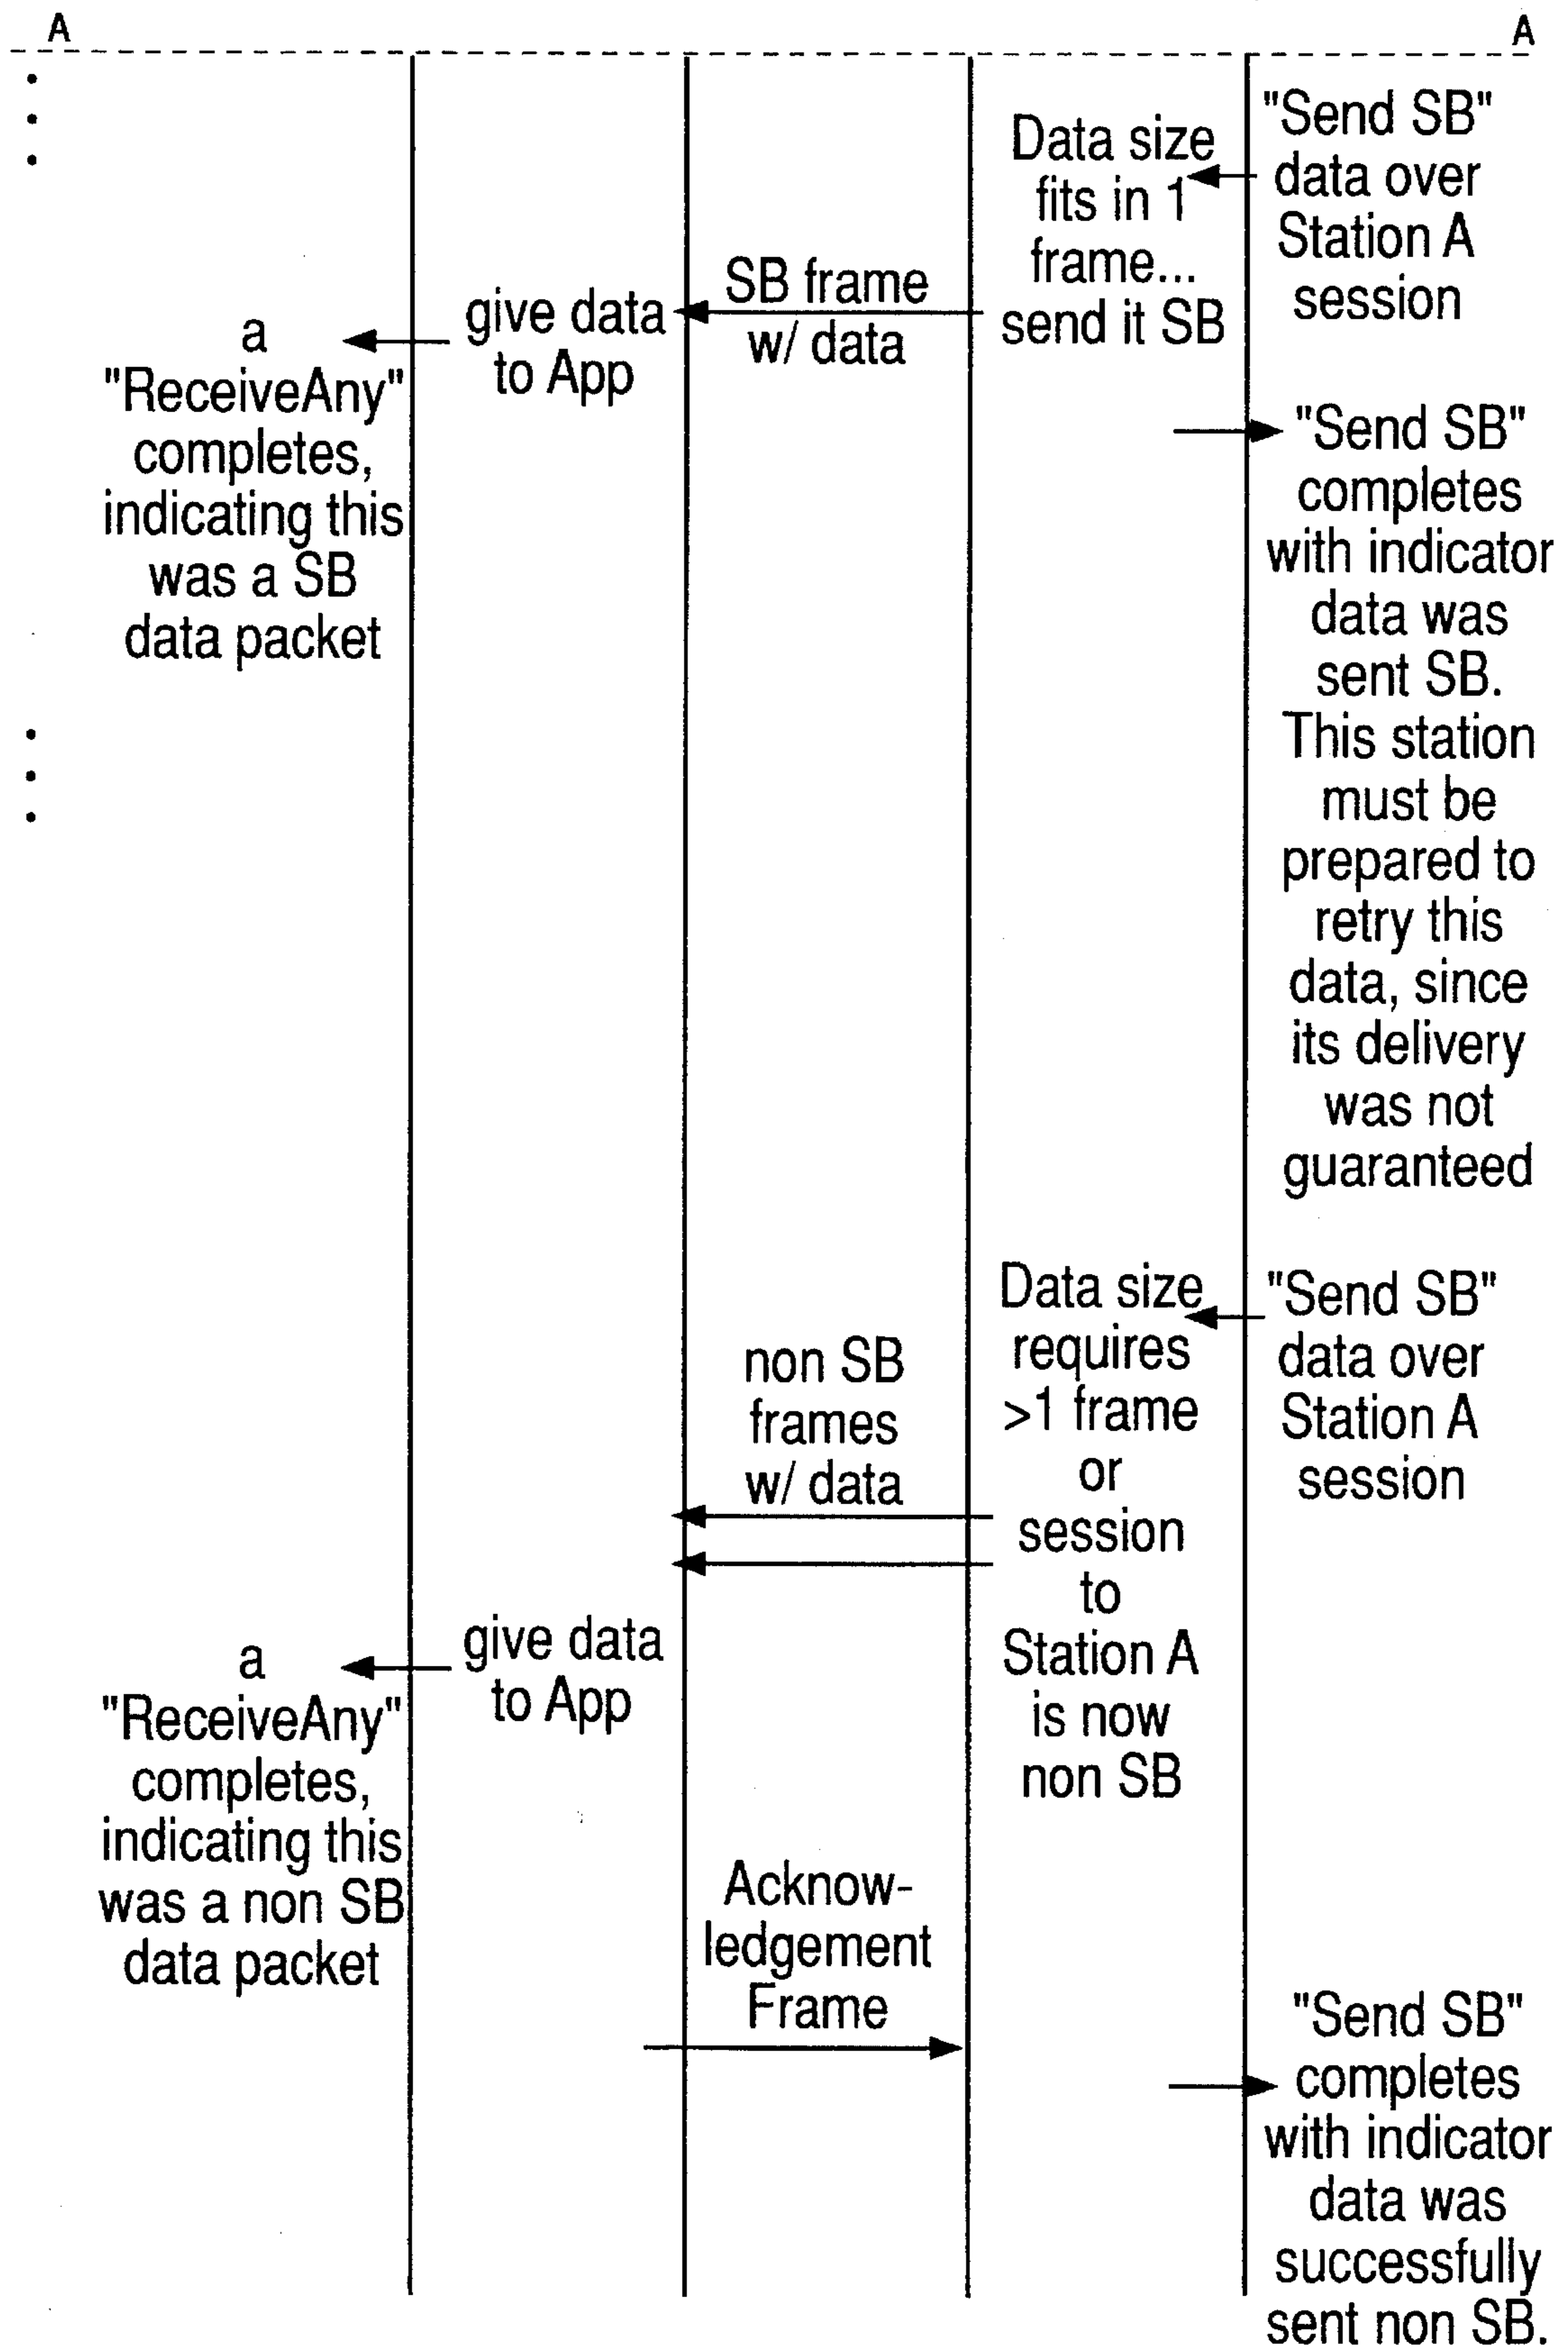 A
A
"Send SB"
data over
Station A
session
Data size
fits in 1
frame...
send it SB
SB frame
w/ data
give data
to App
a
"ReceiveAny"
completes,
indicating this
was a SB
data packet
"Send SB"
completes
with indicator
data was
sent SB.
This station
must be
prepared to
retry this
data, since
its delivery
was not
guaranteed
"Send SB"
data over
Station A
session
Data size
requires
>1 frame
or
session
to
Station A
is now
non SB
non SB
frames
w/ data
give data
to App
a
"ReceiveAny"
completes,
indicating this
was a non SB
data packet
Acknow-
ledgement
Frame
"Send SB"
completes
with indicator
data was
successfully
sent non SB.